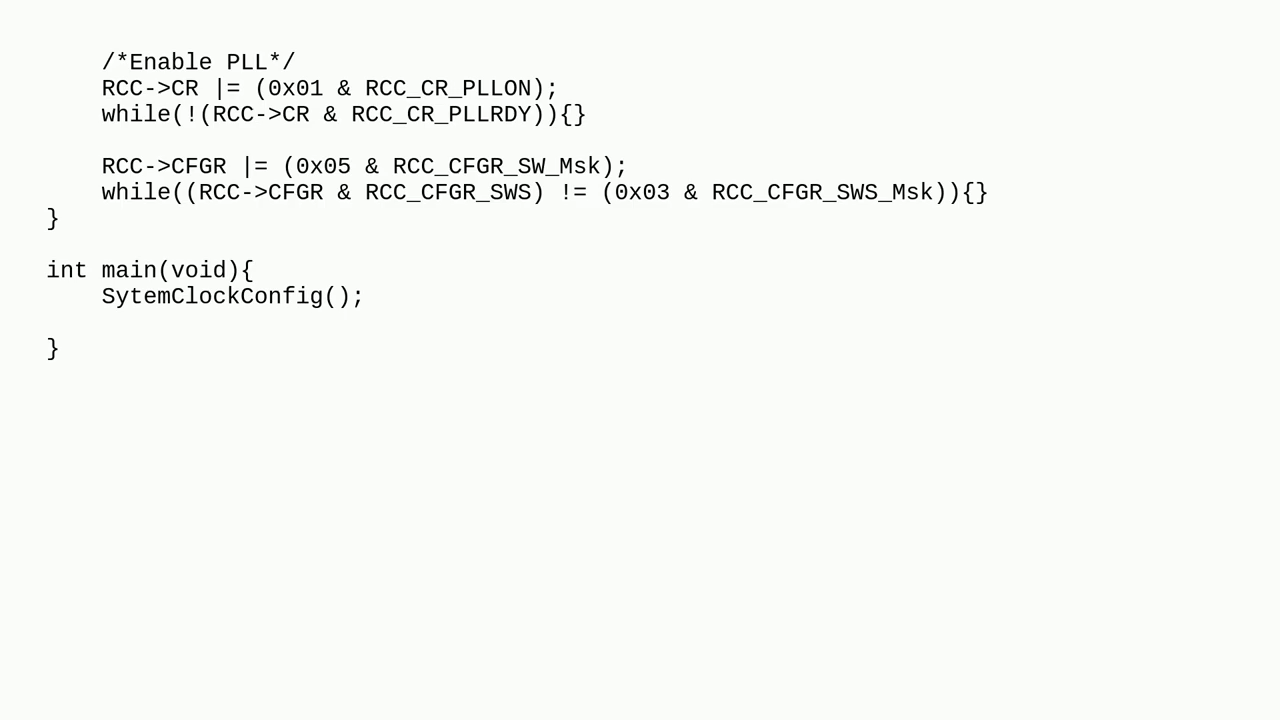 /*Enable PLL*/
RCC->CR |= (0x01 & RCC_CR_PLLON);
while(!(RCC->CR & RCC_CR_PLLRDY)){}
RCC->CFGR |= (0x05 & RCC_CFGR_SW_Msk);
while((RCC->CFGR & RCC_CFGR_SWS) != (0x03 & RCC_CFGR_SWS_Msk)){}
}
int main(void){
SytemClockConfig();
}